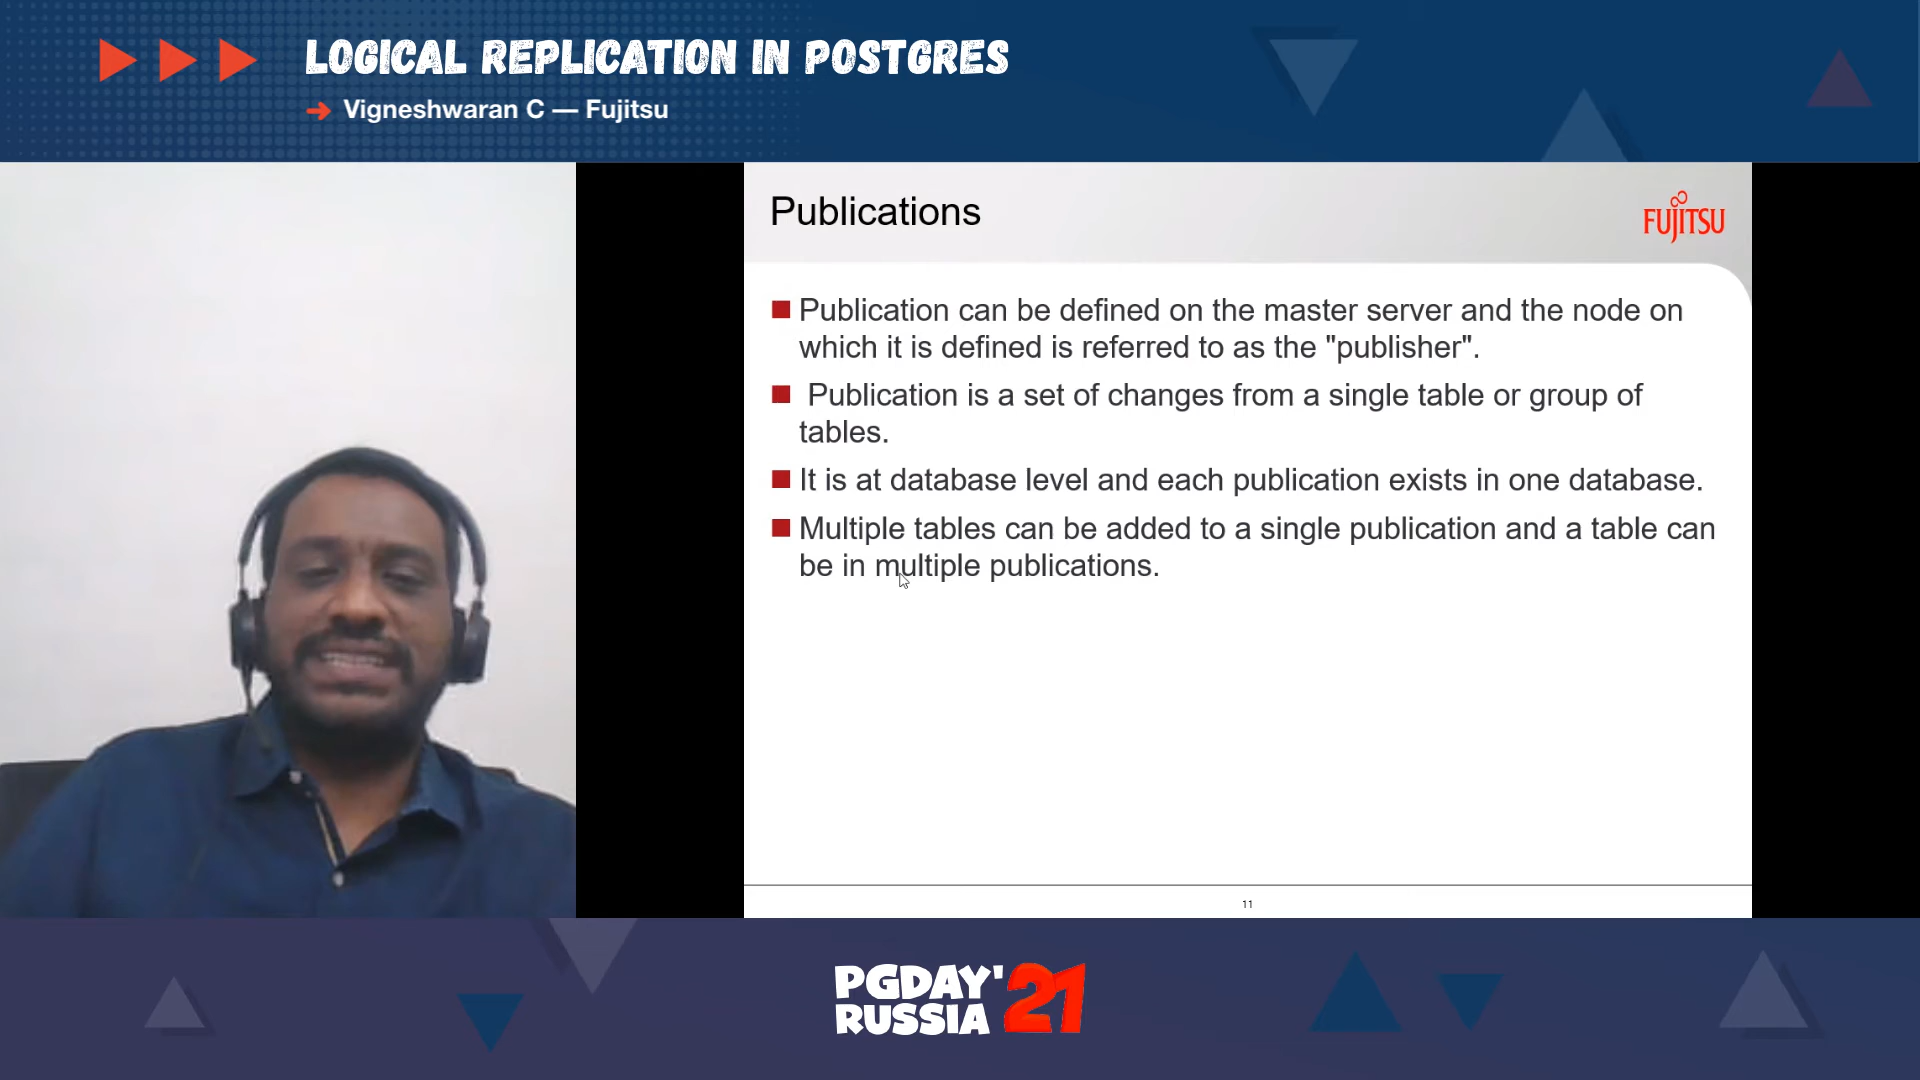 LOGICAL REPLICATION IN POSTGRES
Vigneshwaran C — Fujitsu
Publications
FUJITSU
Publication can be defined on the master server and the node on
which it is defined is referred to as the "publisher".
Publication is a set of changes from a single table or group of
tables.
It is at database level and each publication exists in one database.
Multiple tables can be added to a single publication and a table can
be in multiple publications.
11
PGDAY'21
RUSSIA